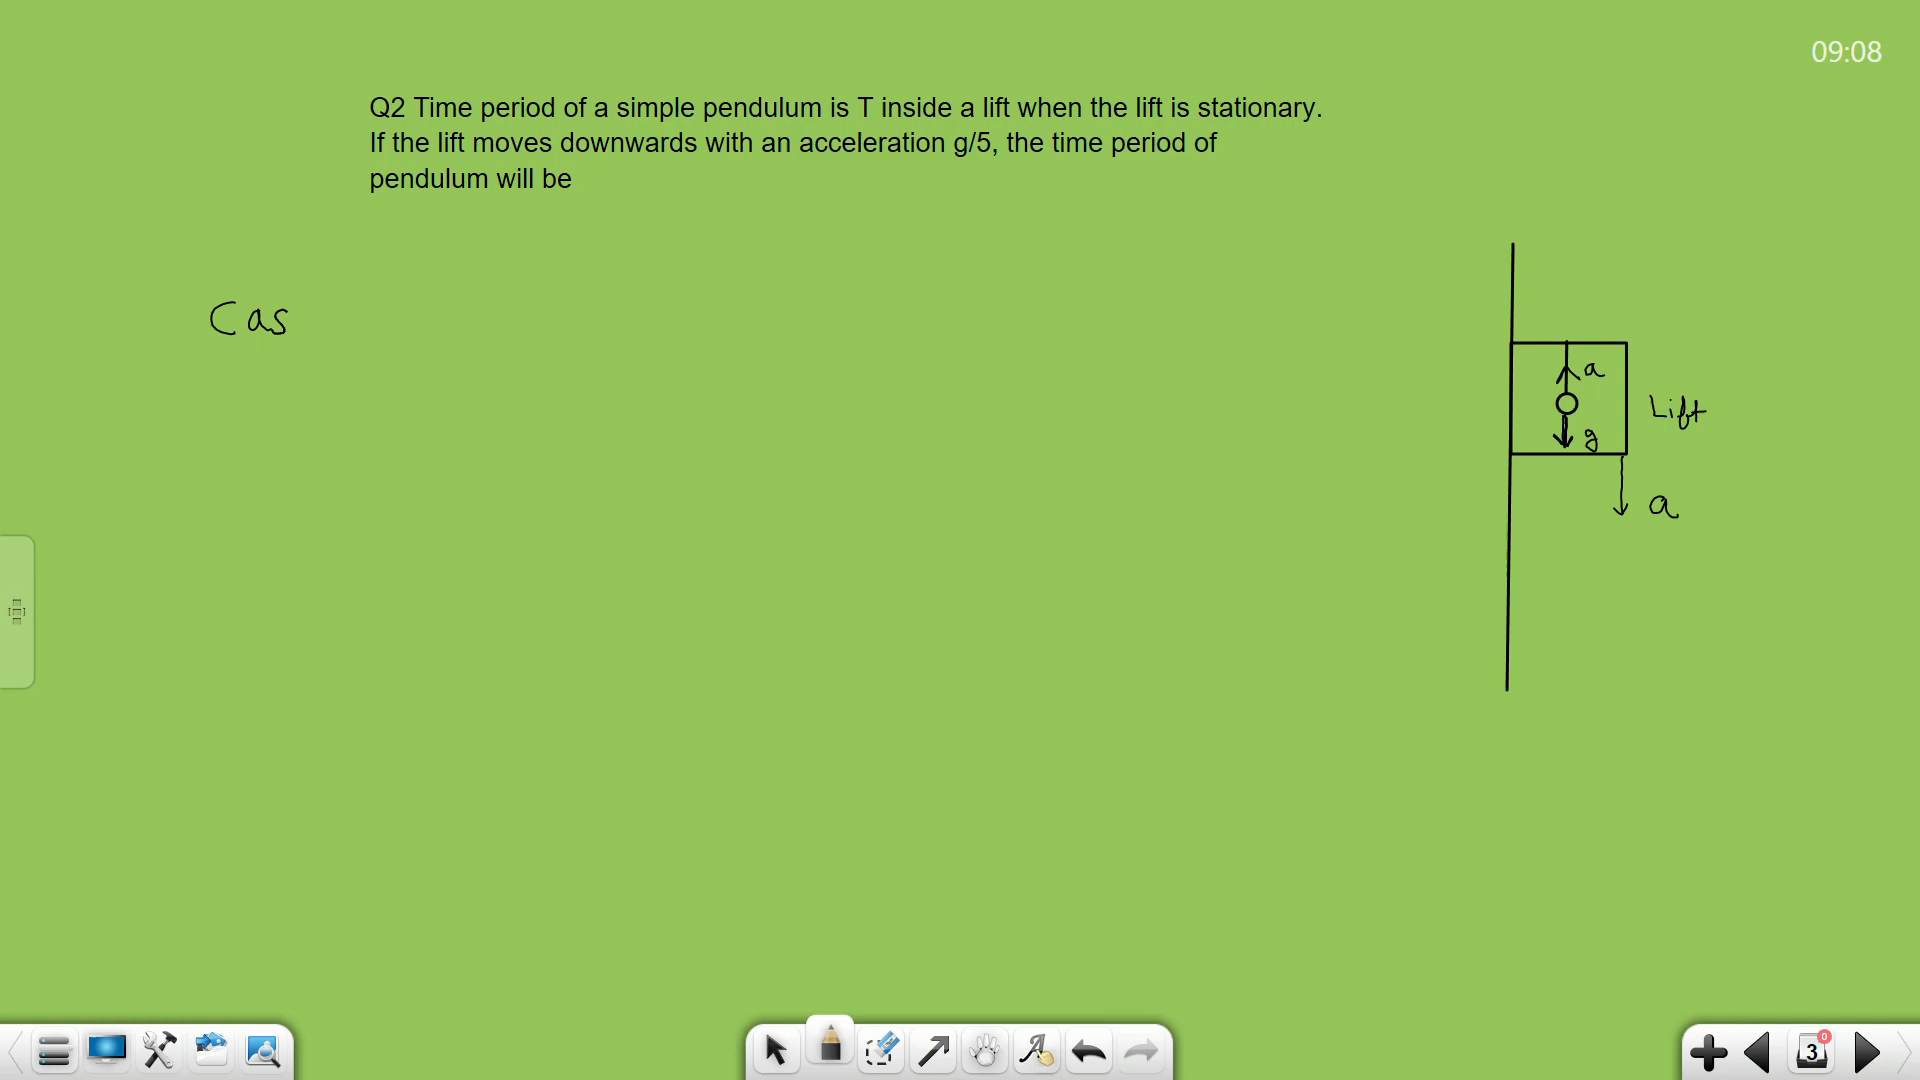 09:08
Q2 Time period of a simple pendulum is T inside a lift when the lift is stationary.
If the lift moves downwards with an acceleration g/5, the time period of
pendulum will be
Cas
a
Lift
g
a
3
0